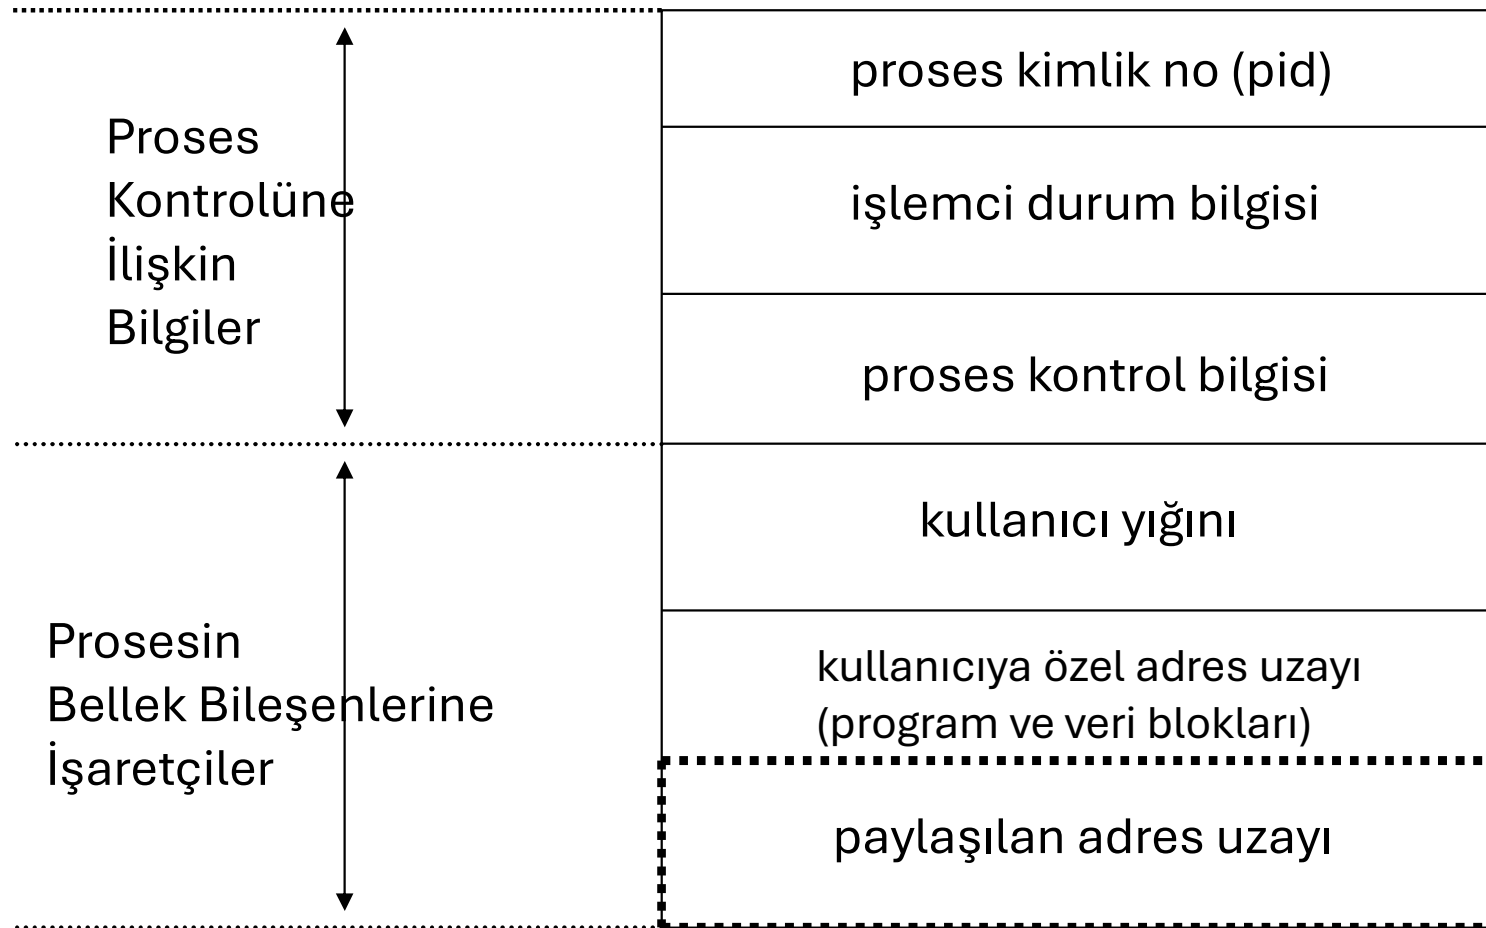 Proses
Kontrolüne
İlişkin
Bilgiler
proses kimlik no (pid)
işlemci durum bilgisi
proses kontrol bilgisi
Prosesin
Bellek Bileşenlerine
İşaretçiler
kullanıcı yığını
kullanıcıya özel adres uzayı
(program ve veri blokları)
paylaşılan adres uzayı